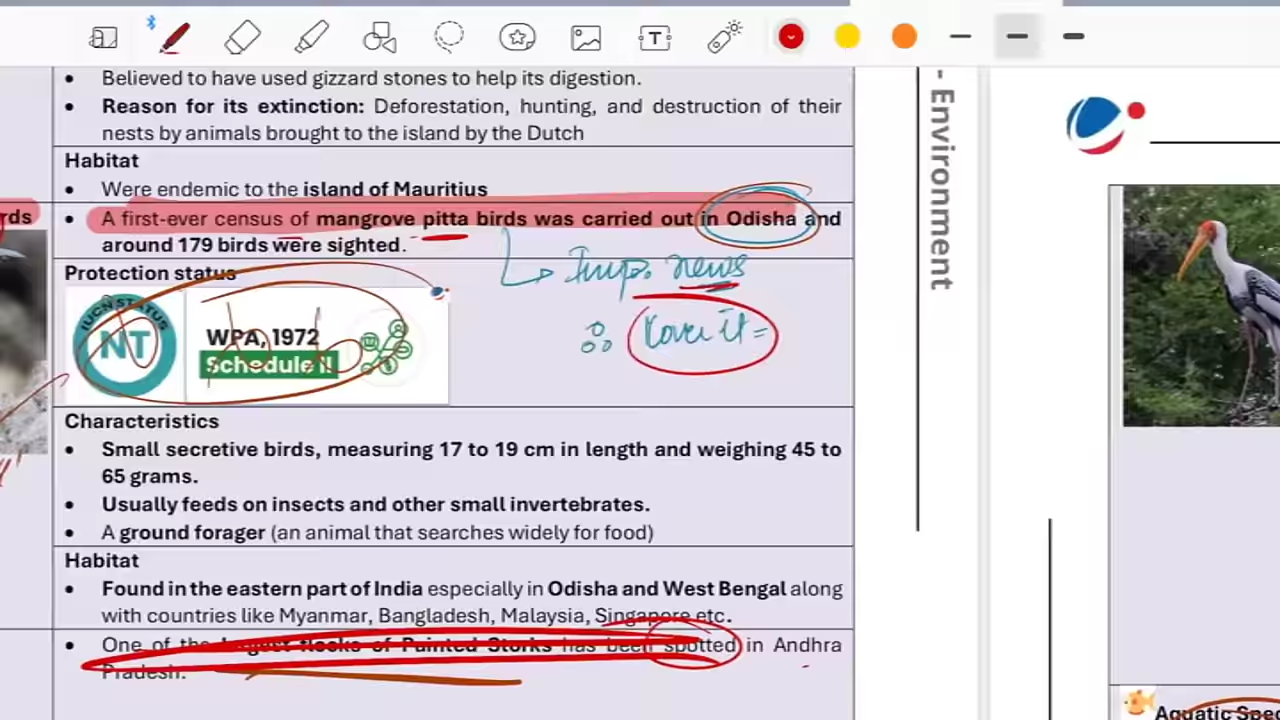 Believed to have used gizzard stones to help its digestion.
Reason for its extinction: Deforestation, hunting, and destruction of their
nests by animals brought to the island by the Dutch
Habitat
Were endemic to the island of Mauritius
rds
A first-ever census of mangrove pitta birds was carried out in Odisha and
around 179 birds were sighted.
Imp. news
Protection status
IUCN STATUS
NT
WPA, 1972
Schedule II
Characteristics
Small secretive birds, measuring 17 to 19 cm in length and weighing 45 to
65 grams.
Usually feeds on insects and other small invertebrates.
A ground forager (an animal that searches widely for food)
Habitat
Found in the eastern part of India especially in Odisha and West Bengal along
with countries like Myanmar, Bangladesh, Malaysia, Singapore etc.
One of the largest flocks of Painted Storks has been spotted in Andhra
Pradesh.
- Environment
Aquatic Spec